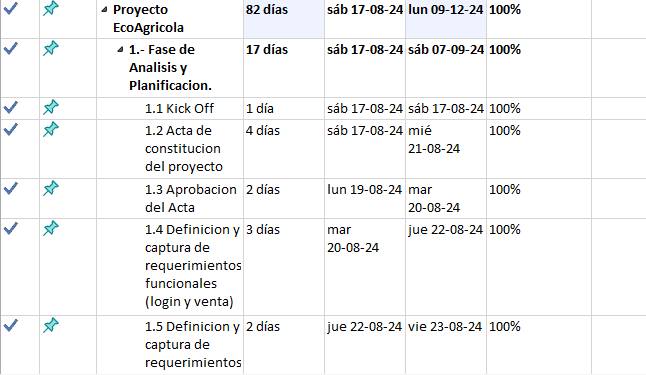 Proyecto EcoAgricola 82 días sáb 17-08-24 lun 09-12-24 100%
1.- Fase de Analisis y Planificacion. 17 días sáb 17-08-24 sáb 07-09-24 100%
1.1 Kick Off 1 día sáb 17-08-24 sáb 17-08-24 100%
1.2 Acta de constitucion del proyecto 4 días sáb 17-08-24 mié 21-08-24 100%
1.3 Aprobacion del Acta 2 días lun 19-08-24 mar 20-08-24 100%
1.4 Definicion y captura de requerimientos funcionales (login y venta) 3 días mar 20-08-24 jue 22-08-24 100%
1.5 Definicion y captura de requerimientos 2 días jue 22-08-24 vie 23-08-24 100%